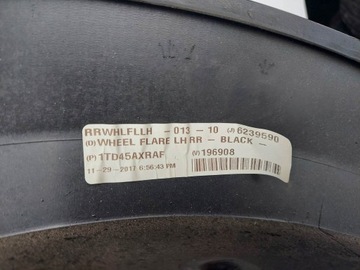 RRWHLFLLH - 013 - 10 (J) 6239590
(D) WHEEL FLARE LH RR - BLACK -
(P) 1TD45AXRAF (V) 196908
11-29-2017 6:56:43 PM